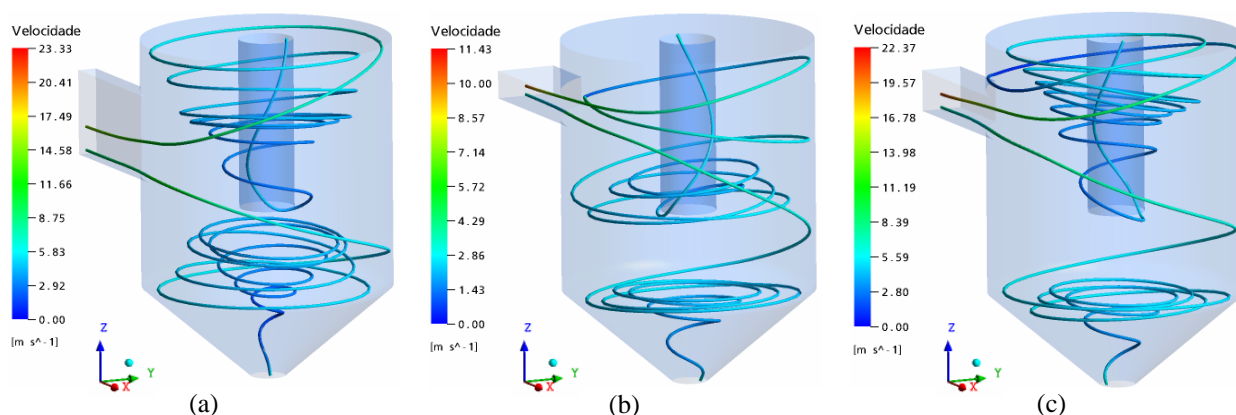 Velocidade
23.33
20.41
17.49
14.58
11.66
8.75
5.83
2.92
0.00
[m s^-1]
Z
Y
X
(a)
Velocidade
11.43
10.00
8.57
7.14
5.72
4.29
2.86
1.43
0.00
[m s^-1]
Z
Y
X
(b)
Velocidade
22.37
19.57
16.78
13.98
11.19
8.39
5.59
2.80
0.00
[m s^-1]
Z
Y
X
(c)